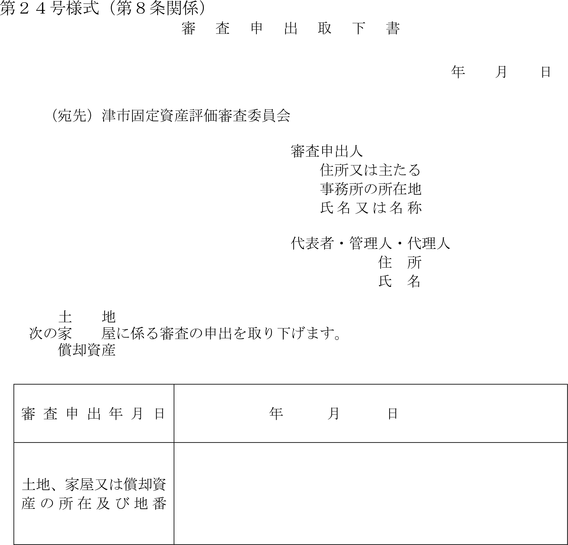 第２４号様式（第８条関係）
審査申出取下書
年　月　日
（宛先）津市固定資産評価審査委員会
審査申出人
住所又は主たる
事務所の所在地
氏名又は名称
代表者・管理人・代理人
住　所
氏　名
土　　地
次の家　　屋に係る審査の申出を取り下げます。
償却資産
審査申出年月日
年　月　日
土地、家屋又は償却資
産の所在及び地番